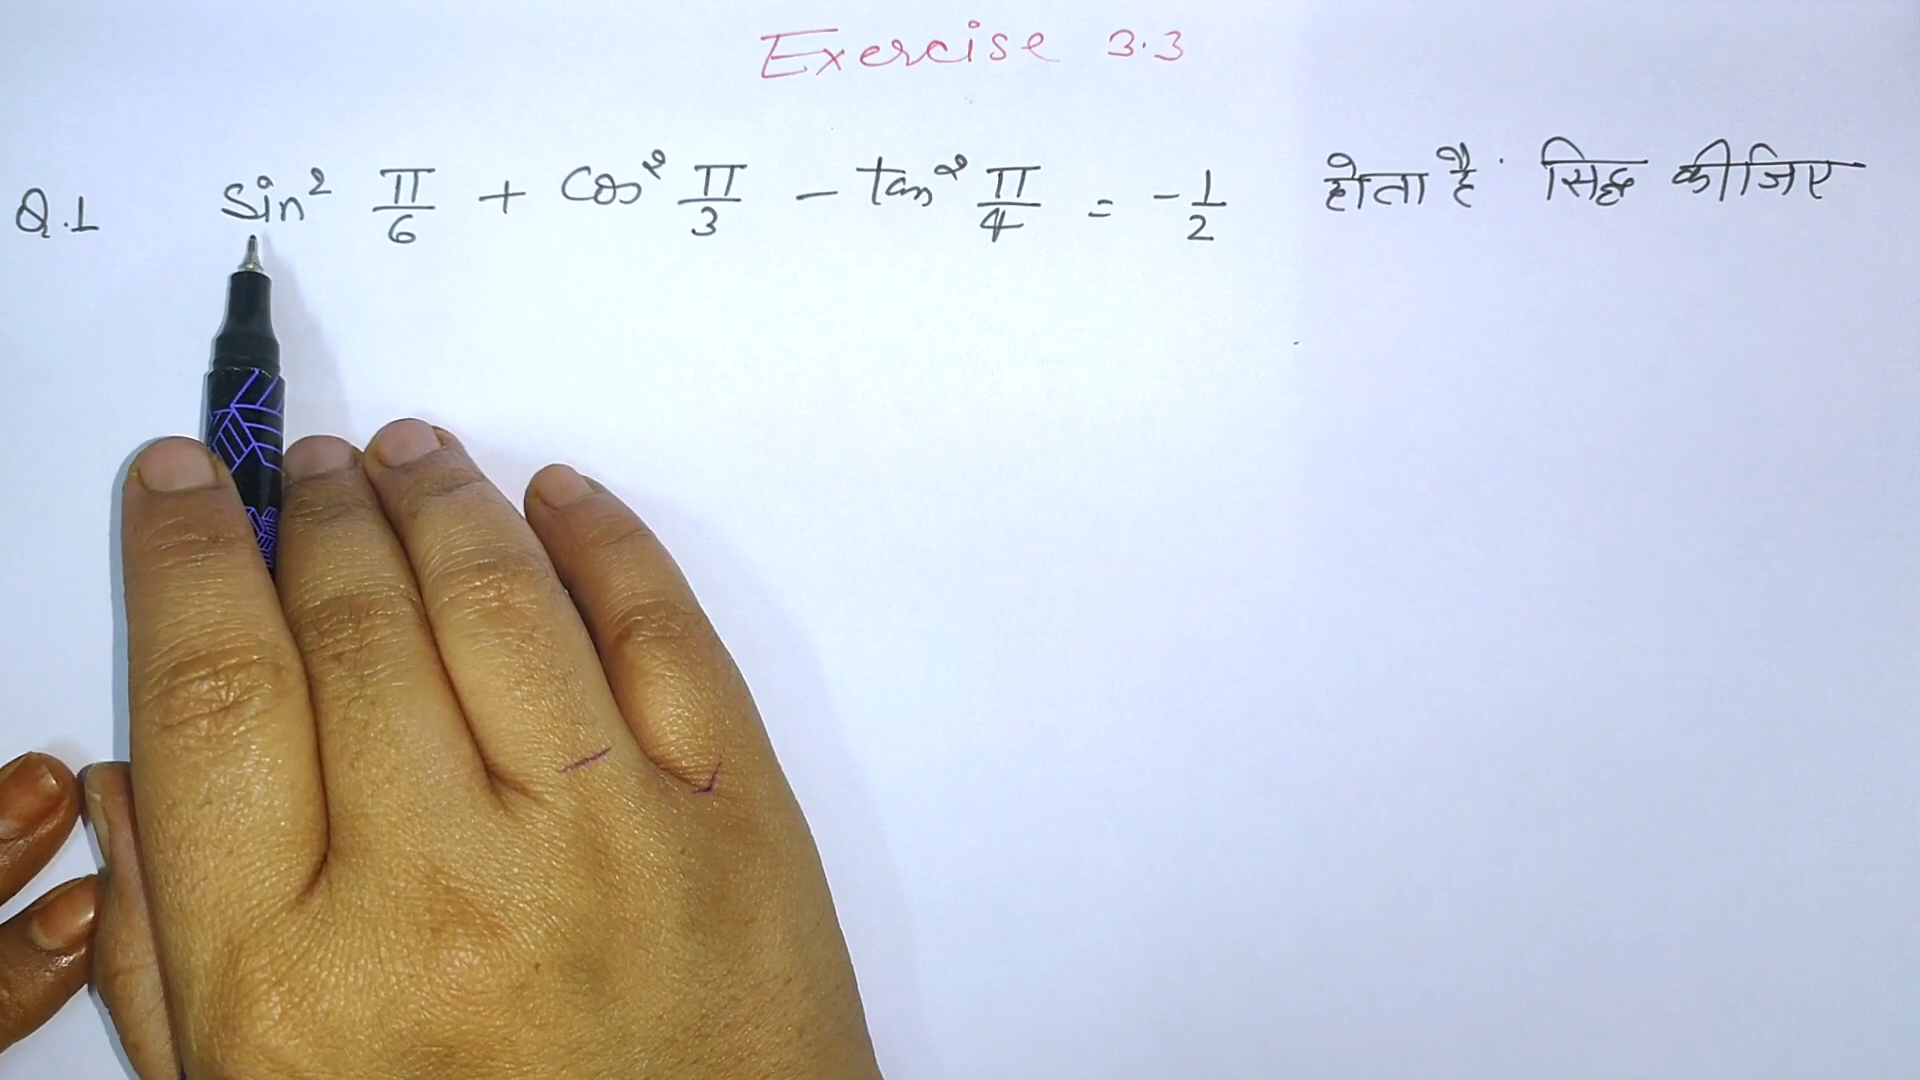 Exercise 3.3
Q.1 sin² π/6 + cos² π/3 - tan² π/4 = -1/2 होता है सिद्ध कीजिए